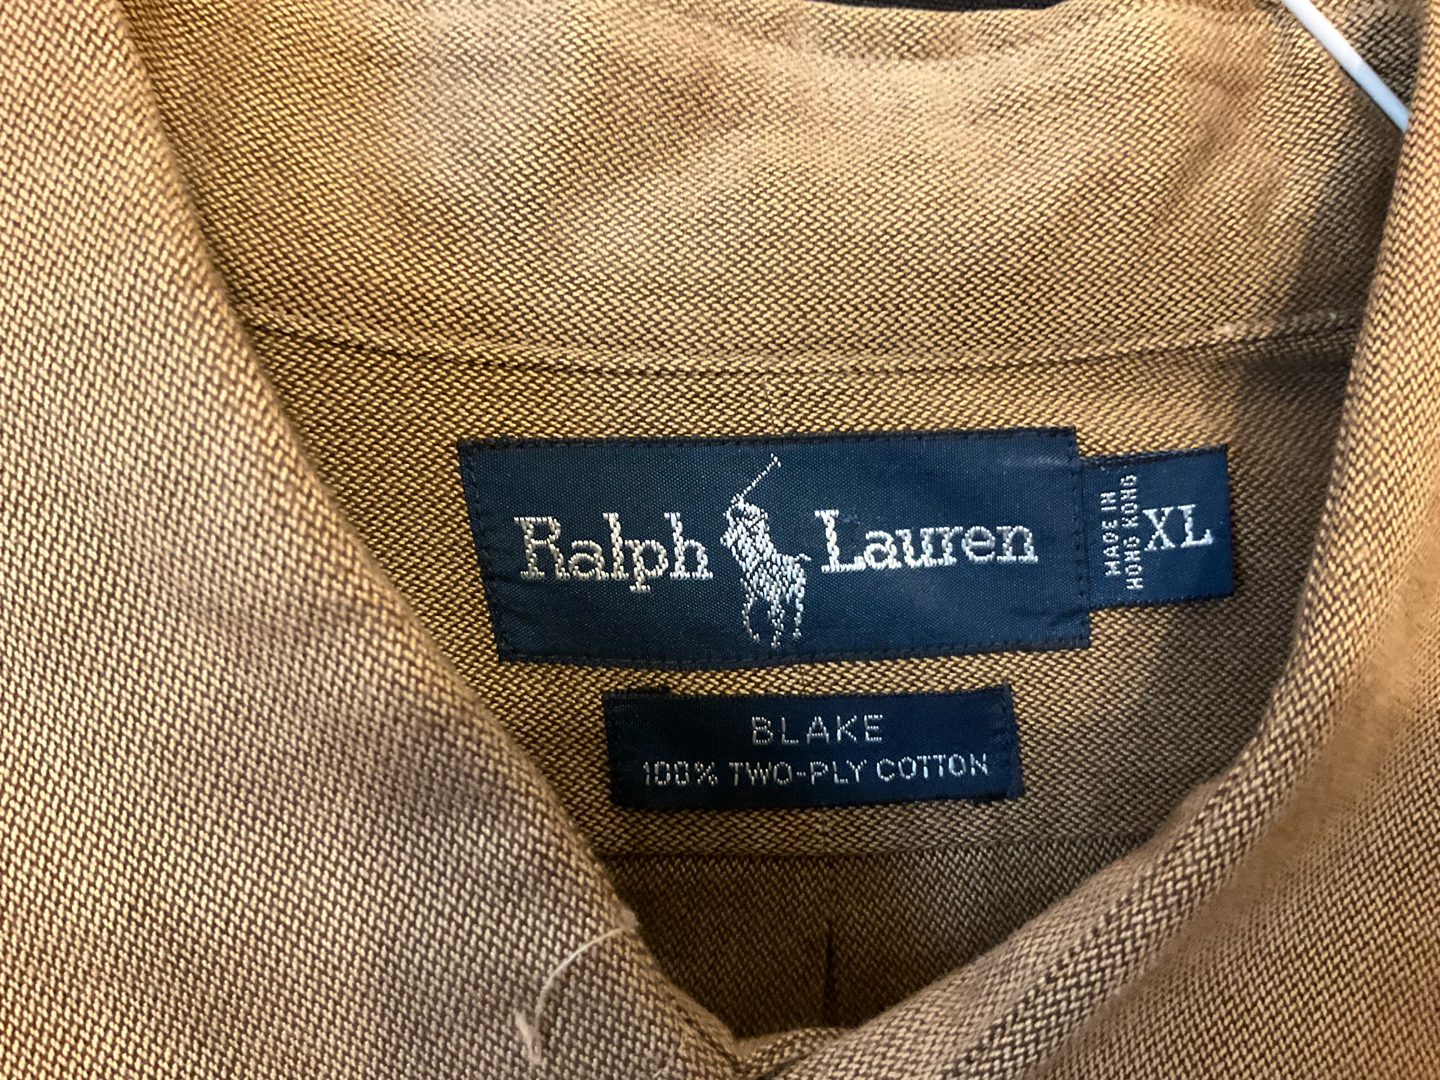 Ralph Lauren
MADE IN
HONG KONG
XL
BLAKE
100% TWO-PLY COTTON